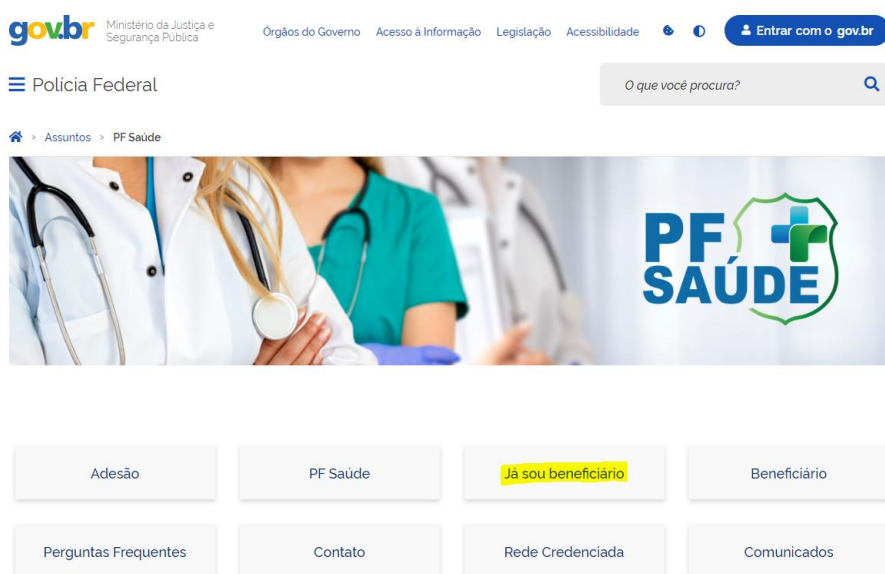 gov.br
Ministério da Justiça e
Segurança Pública
Órgãos do Governo Acesso à Informação Legislação Acessibilidade
Entrar com o gov.br
Polícia Federal
O que você procura?
> Assuntos > PF Saúde
PF
SAÚDE
Adesão PF Saúde Já sou beneficiário Beneficiário
Perguntas Frequentes Contato Rede Credenciada Comunicados